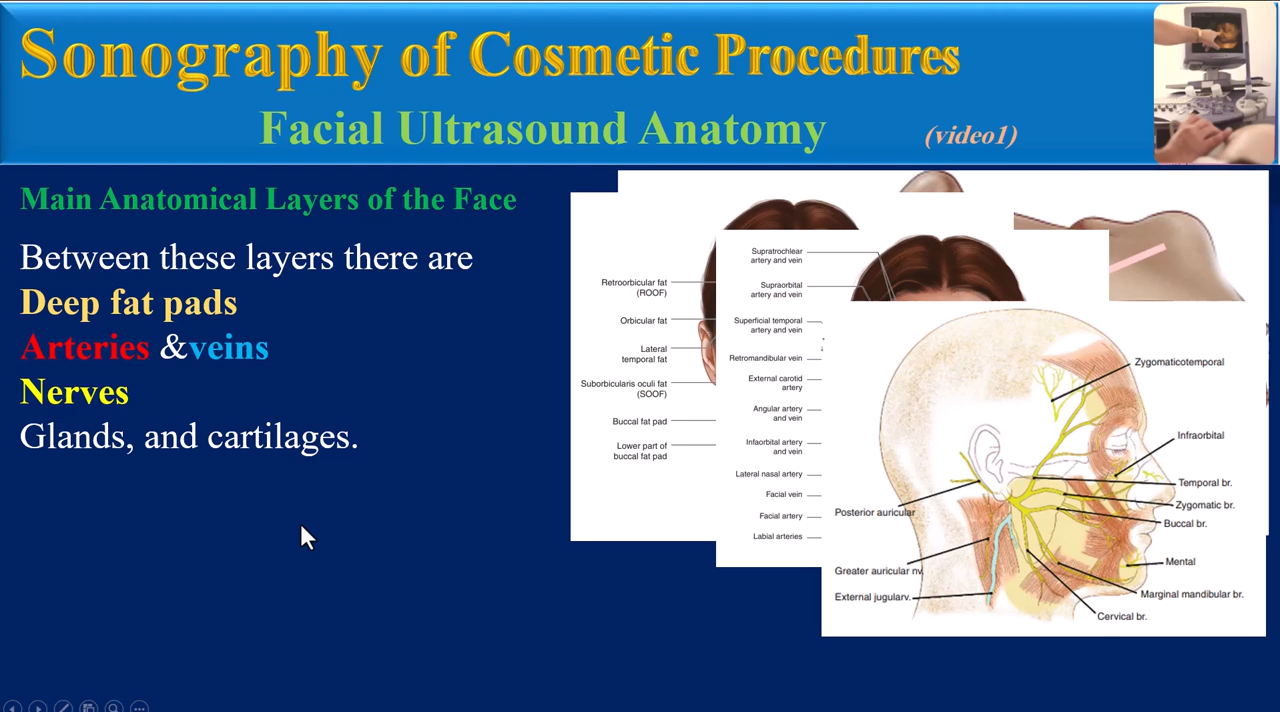 Sonography of Cosmetic Procedures
Facial Ultrasound Anatomy
(video1)
Main Anatomical Layers of the Face
Between these layers there are
Deep fat pads
Arteries &veins
Nerves
Glands, and cartilages.
Retroorbicular fat
(ROOF)
Orbicular fat
Lateral
temporal fat
Suborbicularis oculi fat
(SOOF)
Buccal fat pad
Lower part of
buccal fat pad
Supratrochlear
artery and vein
Supraorbital
artery and vein
Superficial temporal
artery and vein
Retromandibular vein
External carotid
artery
Angular artery
and vein
Infaorbital artery
and vein
Lateral nasal artery
Facial vein
Facial artery
Labial arteries
Zygomaticotemporal
Infraorbital
Temporal br.
Zygomatic br.
Buccal br.
Mental
Marginal mandibular br.
Cervical br.
Posterior auricular
Greater auricular nv.
External jugularv.